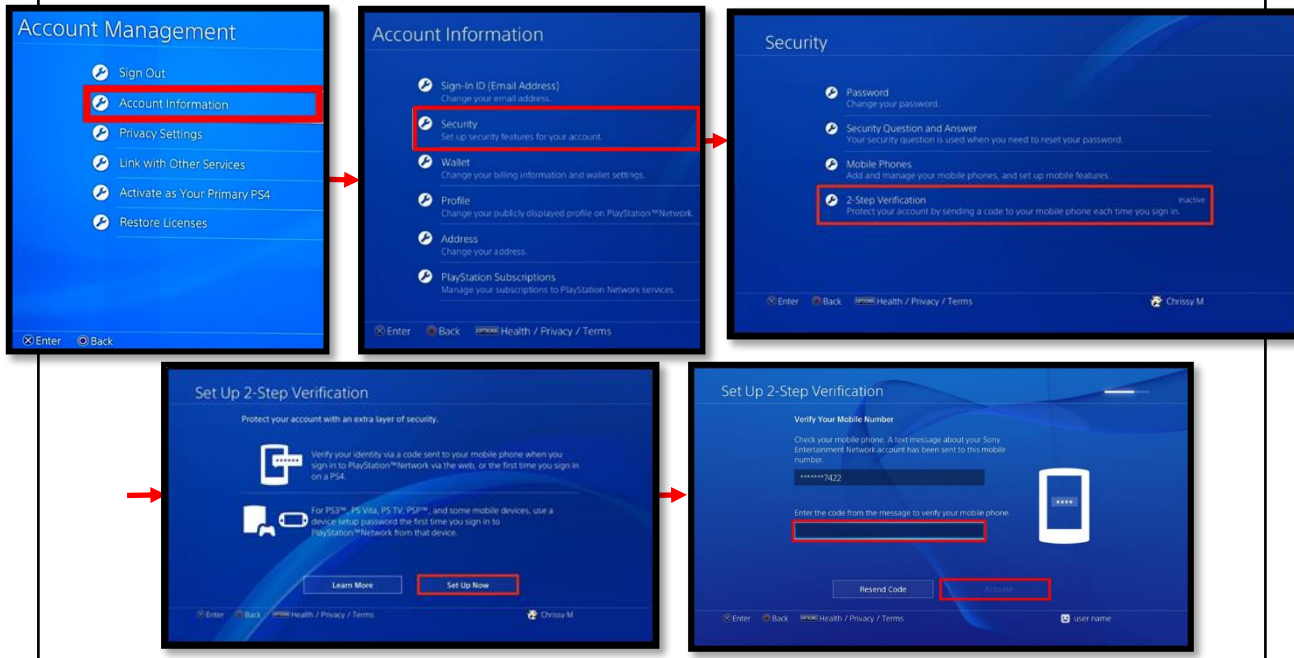 Account Management
Sign Out
Account Information
Privacy Settings
Link with Other Services
Activate as Your Primary PS4
Restore Licenses
Enter Back
Account Information
Sign-In ID (Email Address)
Change your email address.
Security
Set up security features for your account.
Wallet
Change your billing information and wallet settings.
Profile
Change your publicly displayed profile on PlayStation™Network.
Address
Change your address.
PlayStation Subscriptions
Manage your subscriptions to PlayStation Network services.
Enter Back OPTIONS Health / Privacy / Terms
Security
Password
Change your password.
Security Question and Answer
Your security question is used when you need to reset your password.
Mobile Phones
Add and manage your mobile phones, and set up mobile features.
2-Step Verification Inactive
Protect your account by sending a code to your mobile phone each time you sign in.
Enter Back OPTIONS Health / Privacy / Terms Chrissy M
Set Up 2-Step Verification
Protect your account with an extra layer of security.
Verify your identity via a code sent to your mobile phone when you
sign in to PlayStation™Network via the web, or the first time you sign in
on a PS4.
For PS3™, PS Vita, PS TV, PSP™, and some mobile devices, use a
device setup password the first time you sign in to
PlayStation™Network from that device.
Learn More Set Up Now
Enter Back OPTIONS Health / Privacy / Terms Chrissy M
Set Up 2-Step Verification
Verify Your Mobile Number
Check your mobile phone. A text message about your Sony
Entertainment Network account has been sent to this mobile
number.
*******7422
Enter the code from the message to verify your mobile phone.
****
Resend Code Activate
Enter Back OPTIONS Health / Privacy / Terms user name